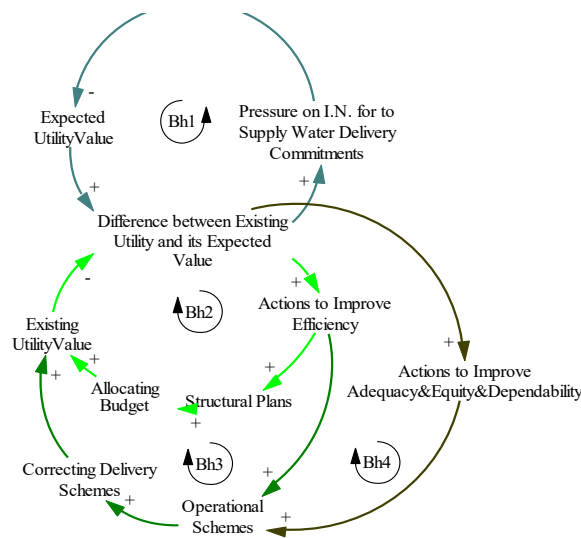 -
Expected
UtilityValue
Bh1
Pressure on I.N. for to
Supply Water Delivery
Commitments
+
+
Difference between Existing
Utility and its Expected
Value
-
+
Bh2
Actions to Improve
Efficiency
Existing
UtilityValue
+
+
+
+
Allocating
Budget
Structural Plans
+
Actions to Improve
Adequacy&Equity&Dependability
Bh3
Bh4
Correcting Delivery
Schemes
+
+
Operational
Schemes
+